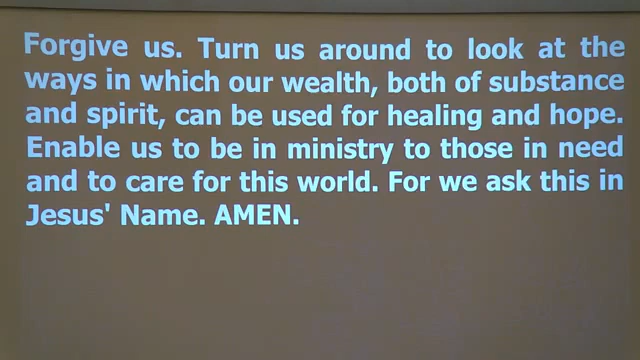 Forgive us. Turn us around to look at the
ways in which our wealth, both of substance
and spirit, can be used for healing and hope.
Enable us to be in ministry to those in need
and to care for this world. For we ask this in
Jesus' Name. AMEN.